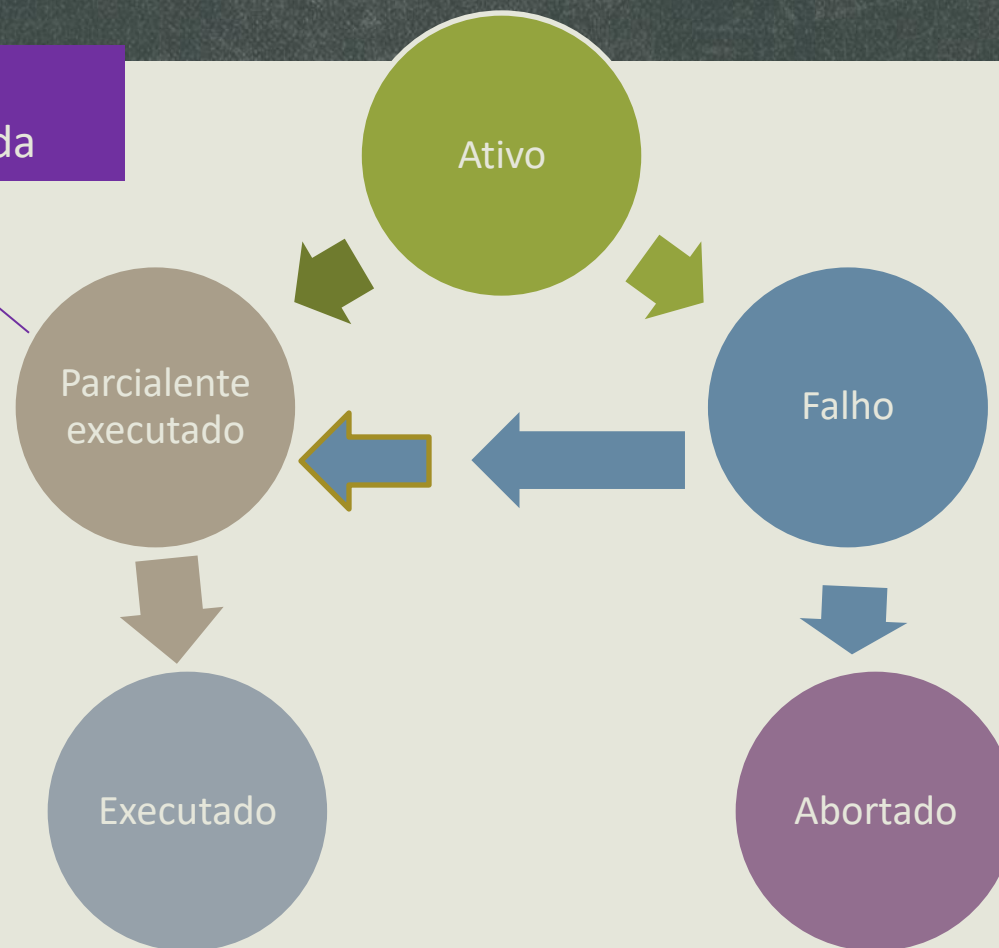 da
Ativo
Parcialente
executado
Falho
Executado
Abortado